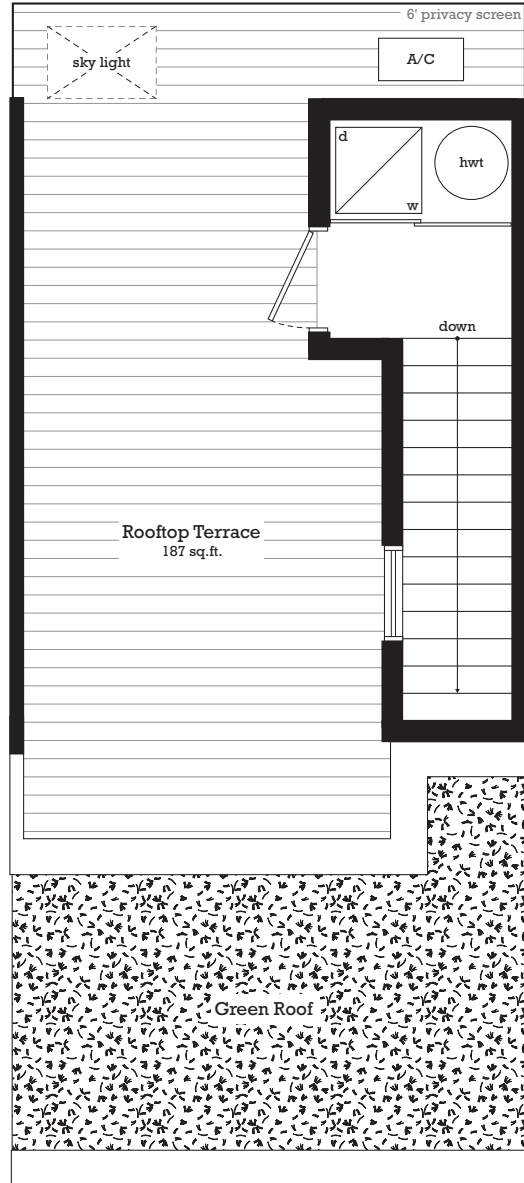 6' privacy screen
sky light
A/C
d
hwt
w
down
Rooftop Terrace
187 sq.ft.
Green Roof